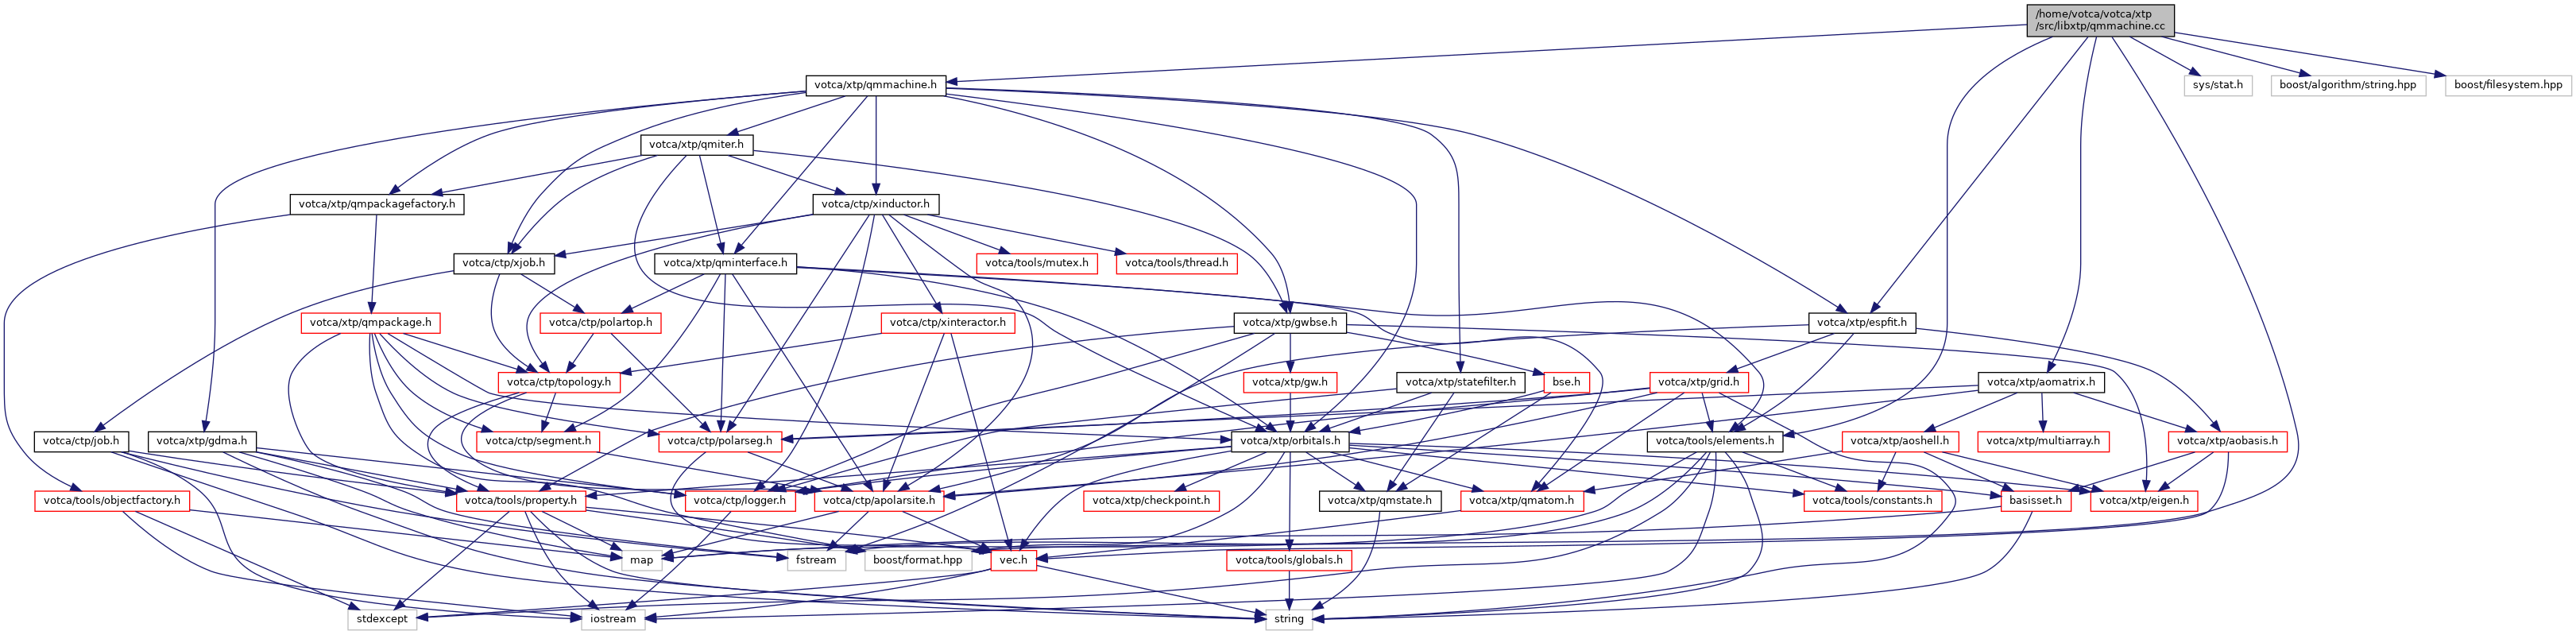 /home/votca/votca/xtp
/src/libxtp/qmmachine.cc
votca/xtp/qmmachine.h
sys/stat.h
boost/algorithm/string.hpp
boost/filesystem.hpp
votca/xtp/qmiter.h
votca/xtp/qmpackagefactory.h
votca/ctp/xinductor.h
votca/ctp/xjob.h
votca/xtp/qminterface.h
votca/tools/mutex.h
votca/tools/thread.h
votca/xtp/qmpackage.h
votca/ctp/polartop.h
votca/ctp/xinteractor.h
votca/xtp/gwbse.h
votca/xtp/espfit.h
votca/ctp/topology.h
votca/xtp/gw.h
votca/xtp/statefilter.h
bse.h
votca/xtp/grid.h
votca/xtp/aomatrix.h
votca/ctp/job.h
votca/xtp/gdma.h
votca/ctp/segment.h
votca/ctp/polarseg.h
votca/xtp/orbitals.h
votca/tools/elements.h
votca/xtp/aoshell.h
votca/xtp/multiarray.h
votca/xtp/aobasis.h
votca/tools/objectfactory.h
votca/tools/property.h
votca/ctp/logger.h
votca/ctp/apolarsite.h
votca/xtp/checkpoint.h
votca/xtp/qmstate.h
votca/xtp/qmatom.h
votca/tools/constants.h
basisset.h
votca/xtp/eigen.h
map
fstream
boost/format.hpp
vec.h
votca/tools/globals.h
stdexcept
iostream
string